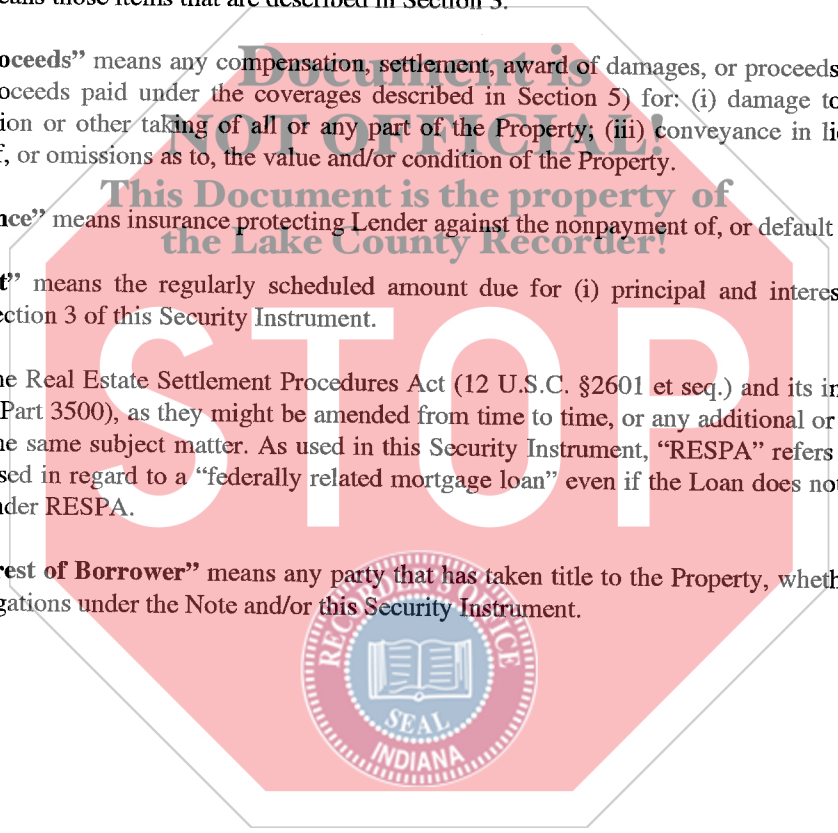 eans those items that are described in Section 3.
oceeds” means any compensation, settlement, award of damages, or proceeds
oceeds paid under the coverages described in Section 5) for: (i) damage to
ion or other taking of all or any part of the Property; (iii) conveyance in li
f, or omissions as to, the value and/or condition of the Property.
nce” means insurance protecting Lender against the nonpayment of, or default
t” means the regularly scheduled amount due for (i) principal and interes
ection 3 of this Security Instrument.
ne Real Estate Settlement Procedures Act (12 U.S.C. §2601 et seq.) and its in
Part 3500), as they might be amended from time to time, or any additional or
ne same subject matter. As used in this Security Instrument, “RESPA” refers
sed in regard to a “federally related mortgage loan” even if the Loan does not
nder RESPA.
rest of Borrower” means any party that has taken title to the Property, wheth
gations under the Note and/or this Security Instrument.
Document is
NOT OFFICIAL!
This Document is the property of
the Lake County Recorder!
STOP
RECORDER'S OFFICE
SEAL
INDIANA